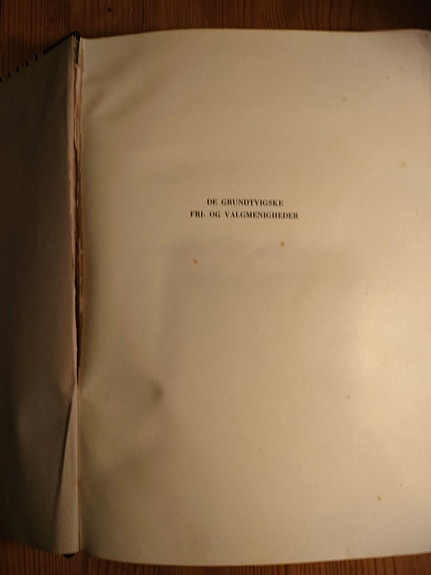 DE GRUNDTVIGSKE
FRI- OG VALGMENIGHEDER